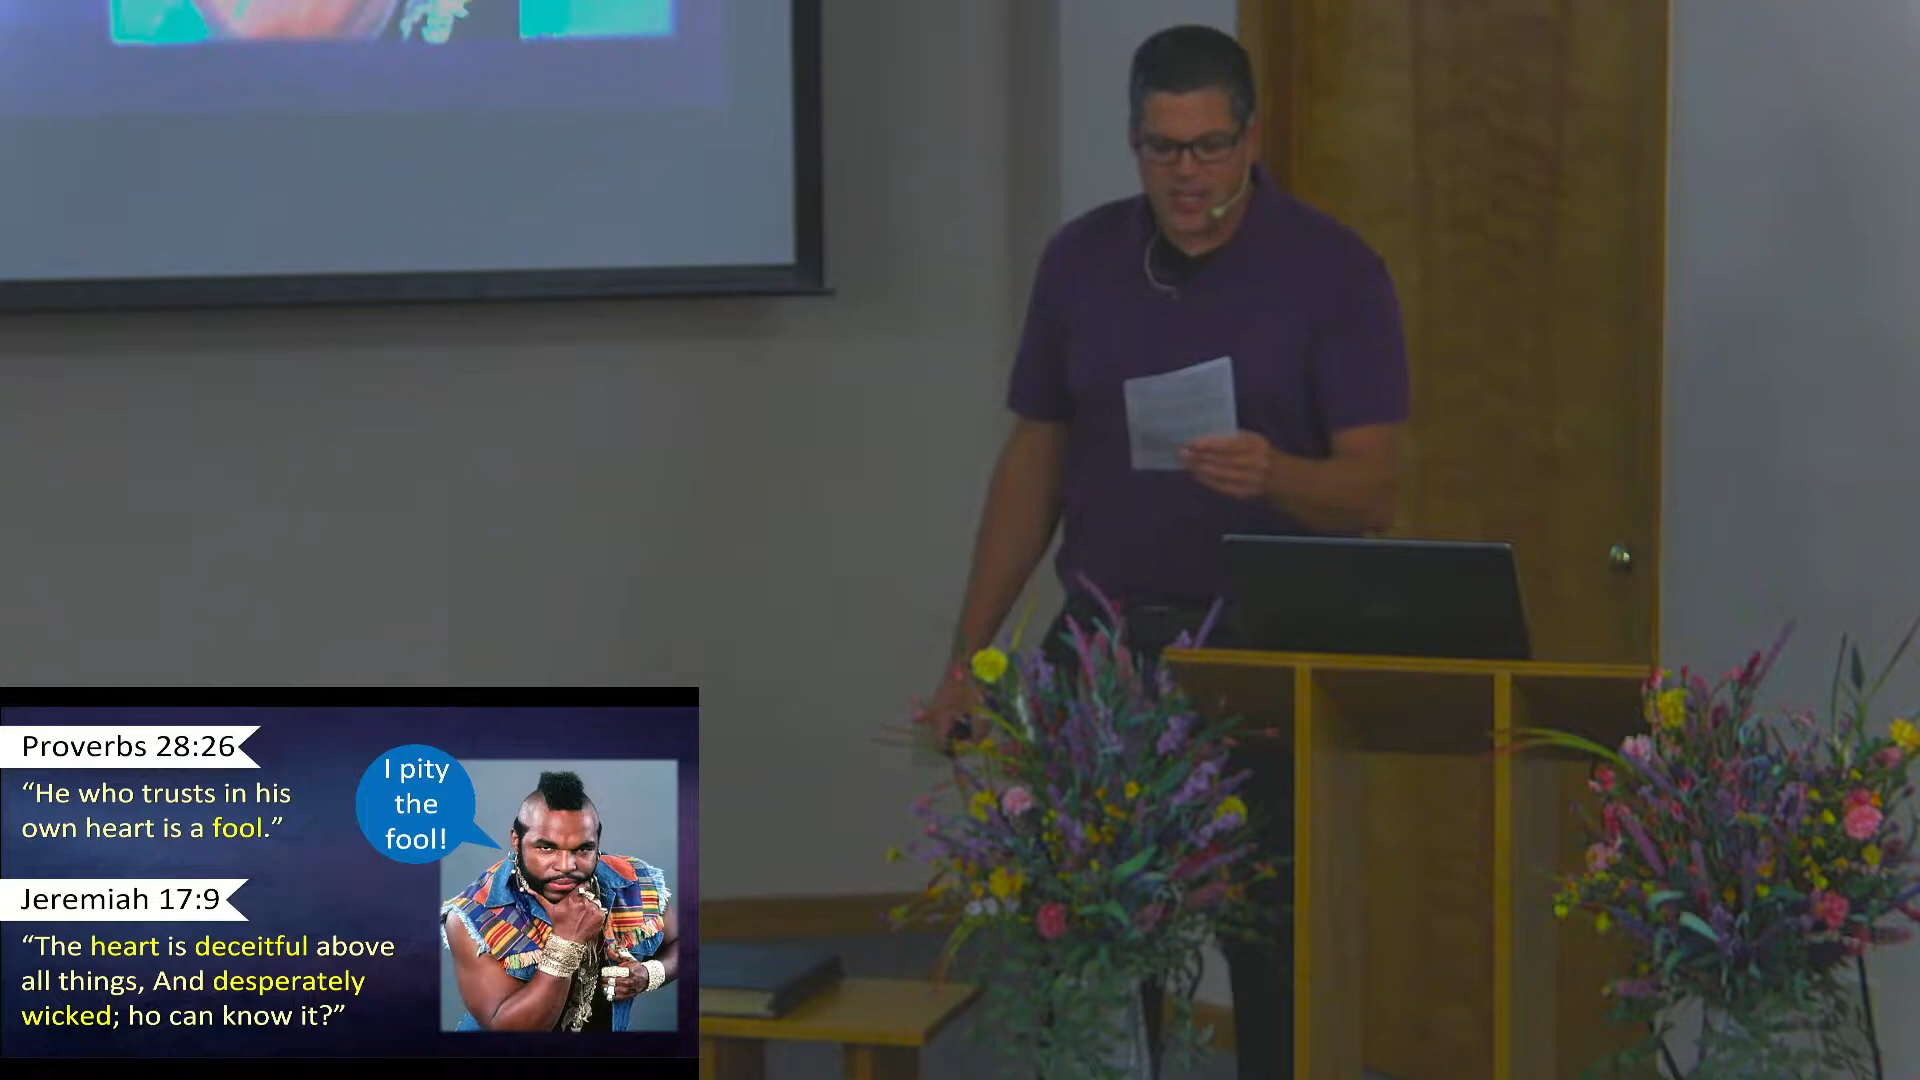 Proverbs 28:26
“He who trusts in his
own heart is a fool.”
I pity
the
fool!
Jeremiah 17:9
“The heart is deceitful above
all things, And desperately
wicked; ho can know it?”